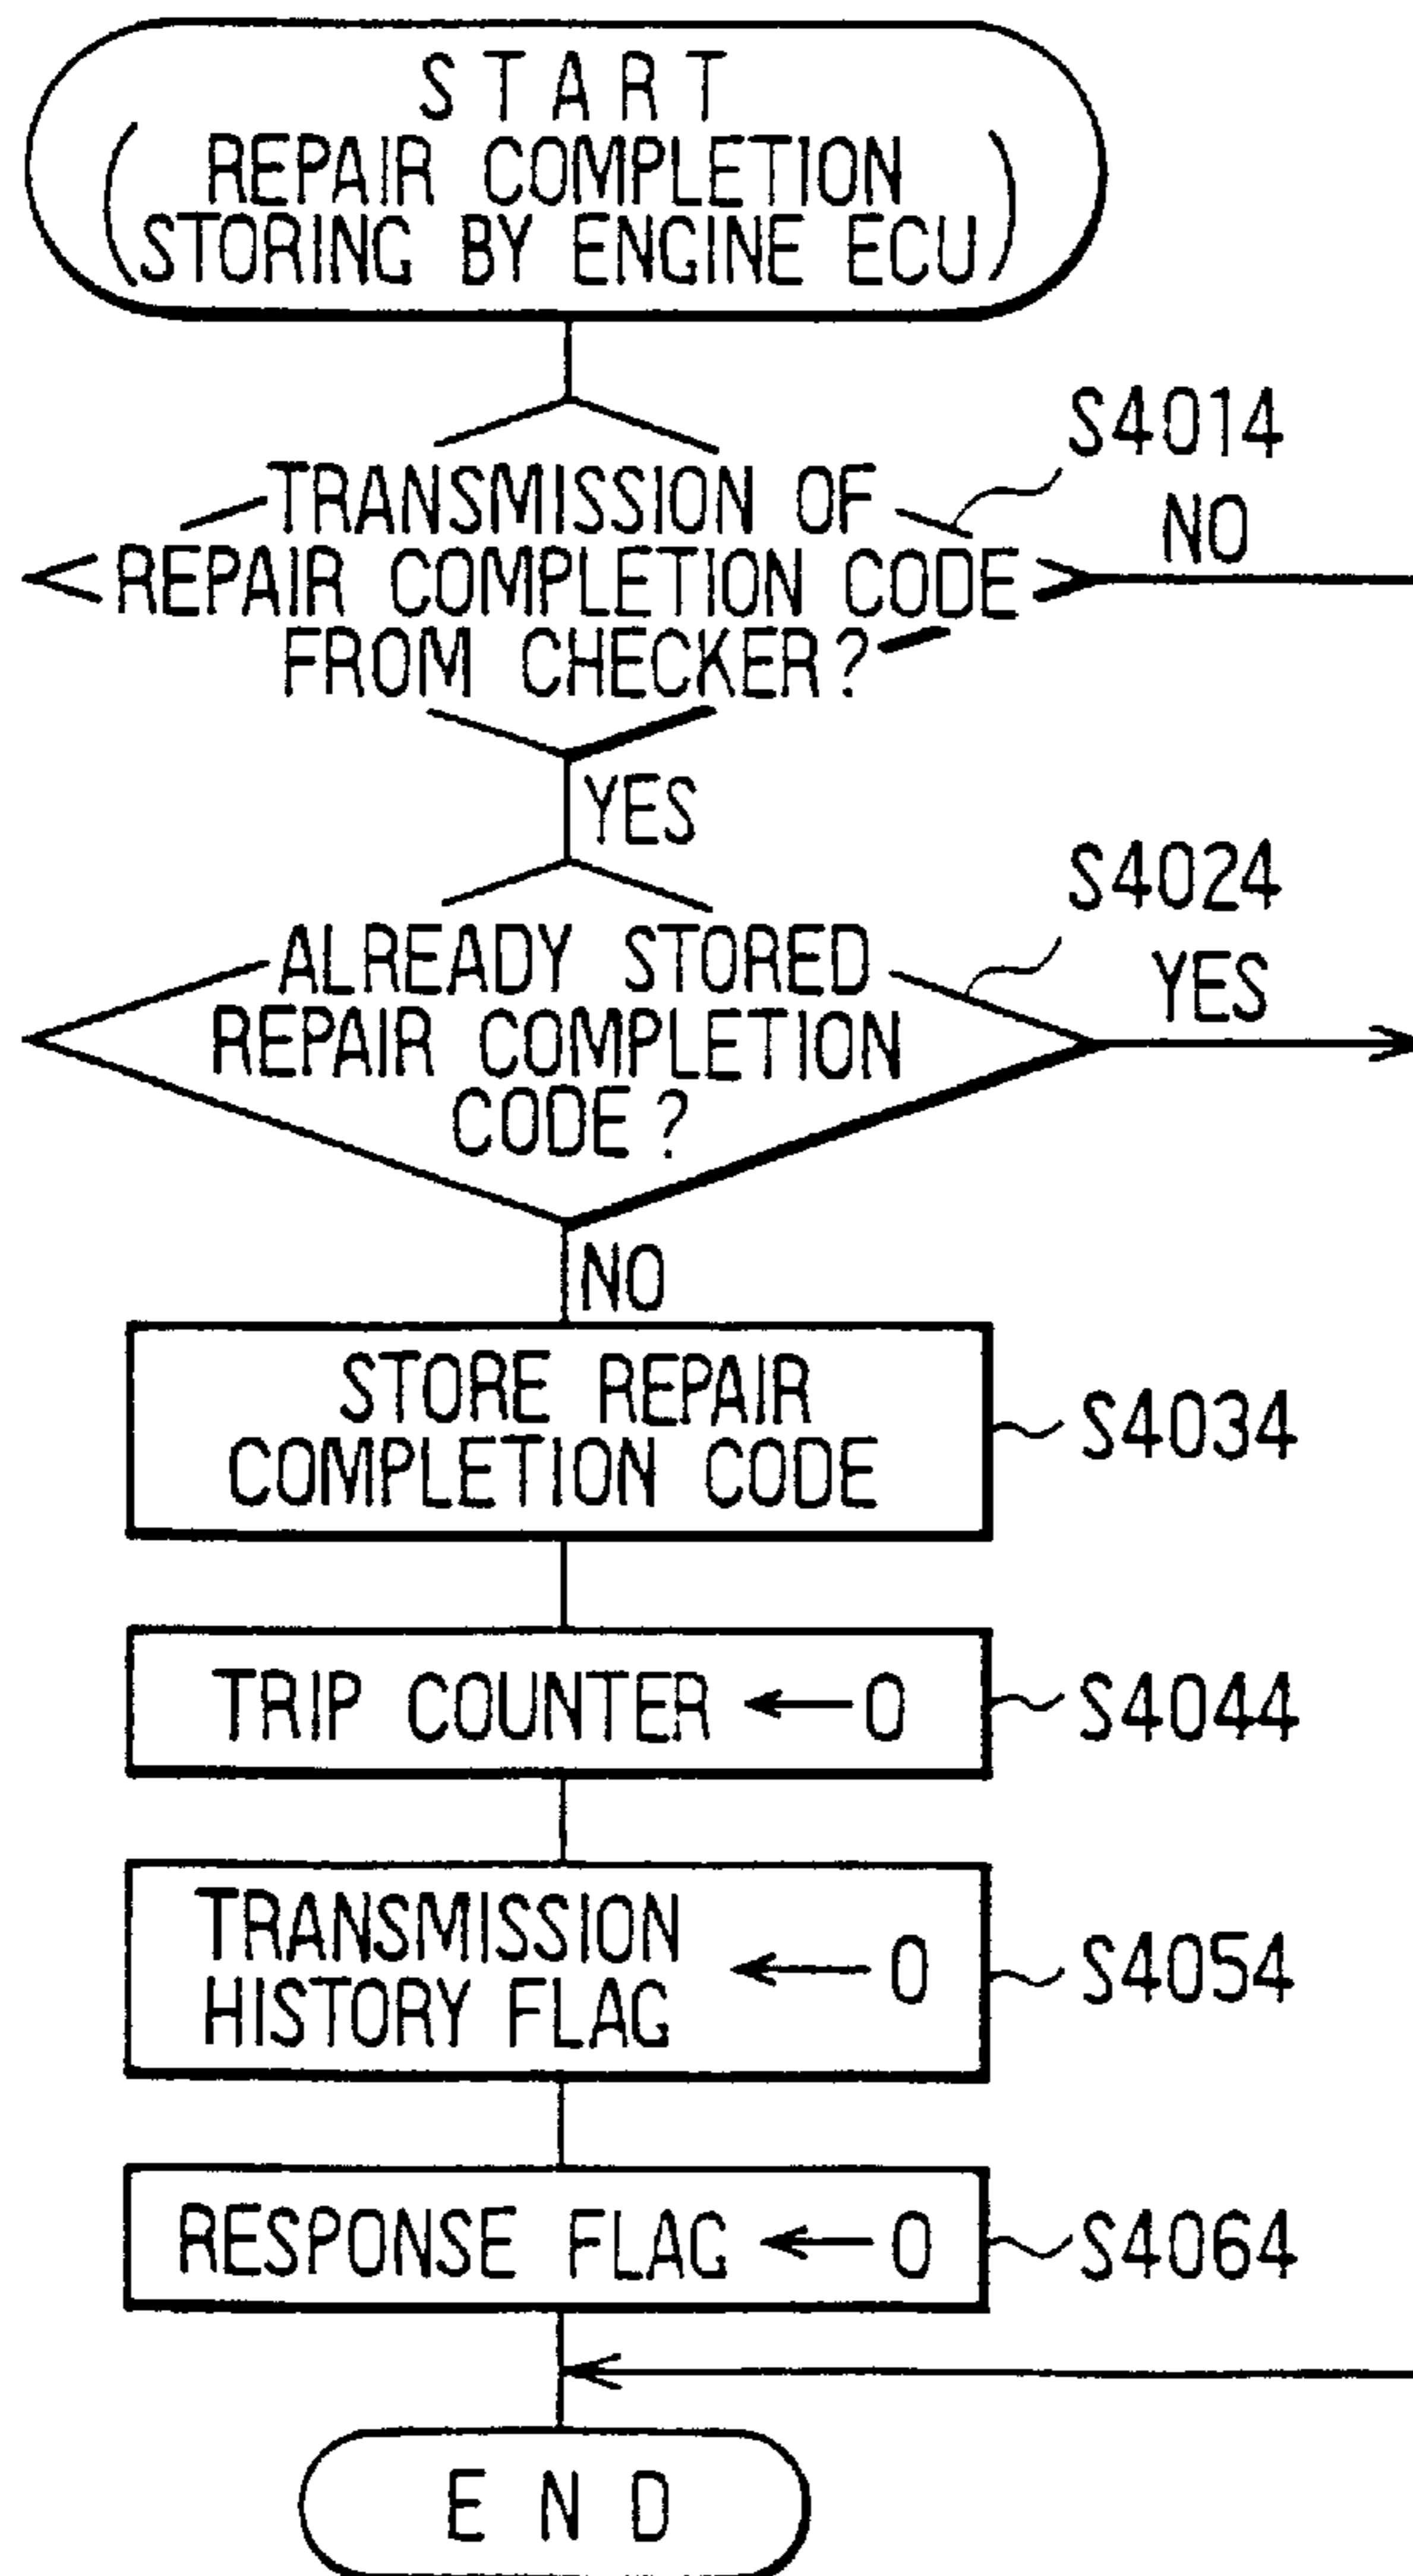 START
(REPAIR COMPLETION
STORING BY ENGINE ECU)
S4014
TRANSMISSION OF
REPAIR COMPLETION CODE
FROM CHECKER?
NO
YES
S4024
ALREADY STORED
REPAIR COMPLETION
CODE?
YES
NO
STORE REPAIR
COMPLETION CODE
S4034
TRIP COUNTER ← 0
S4044
TRANSMISSION
HISTORY FLAG ← 0
S4054
RESPONSE FLAG ← 0
S4064
END